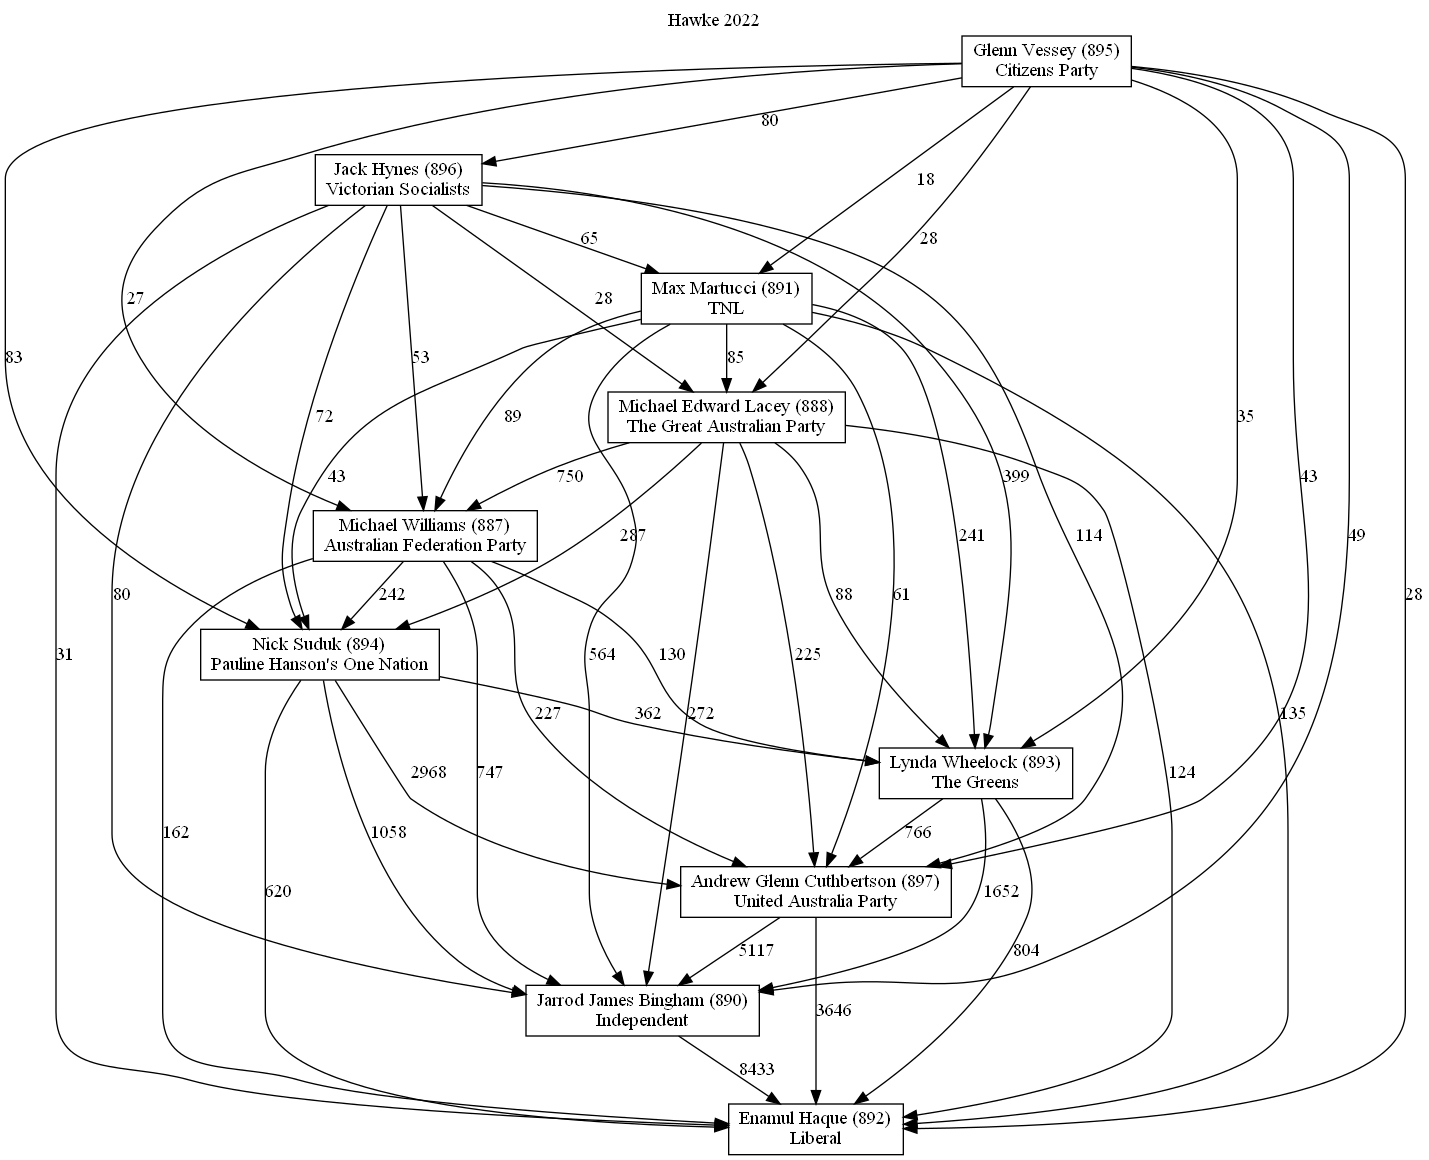 Hawke 2022
Glenn Vessey (895)
Citizens Party
80
Jack Hynes (896)
Victorian Socialists
18
65
28
28
27
Max Martucci (891)
TNL
83
53
85
Michael Edward Lacey (888)
The Great Australian Party
72
89
35
43
750
399
43
Michael Williams (887)
Australian Federation Party
287
241
114
49
80
242
88
61
28
Nick Suduk (894)
Pauline Hanson's One Nation
31
564
130
225
227
362
272
135
Lynda Wheelock (893)
The Greens
2968
747
124
162
1058
766
Andrew Glenn Cuthbertson (897)
United Australia Party
620
1652
5117
804
Jarrod James Bingham (890)
Independent
3646
8433
Enamul Haque (892)
Liberal